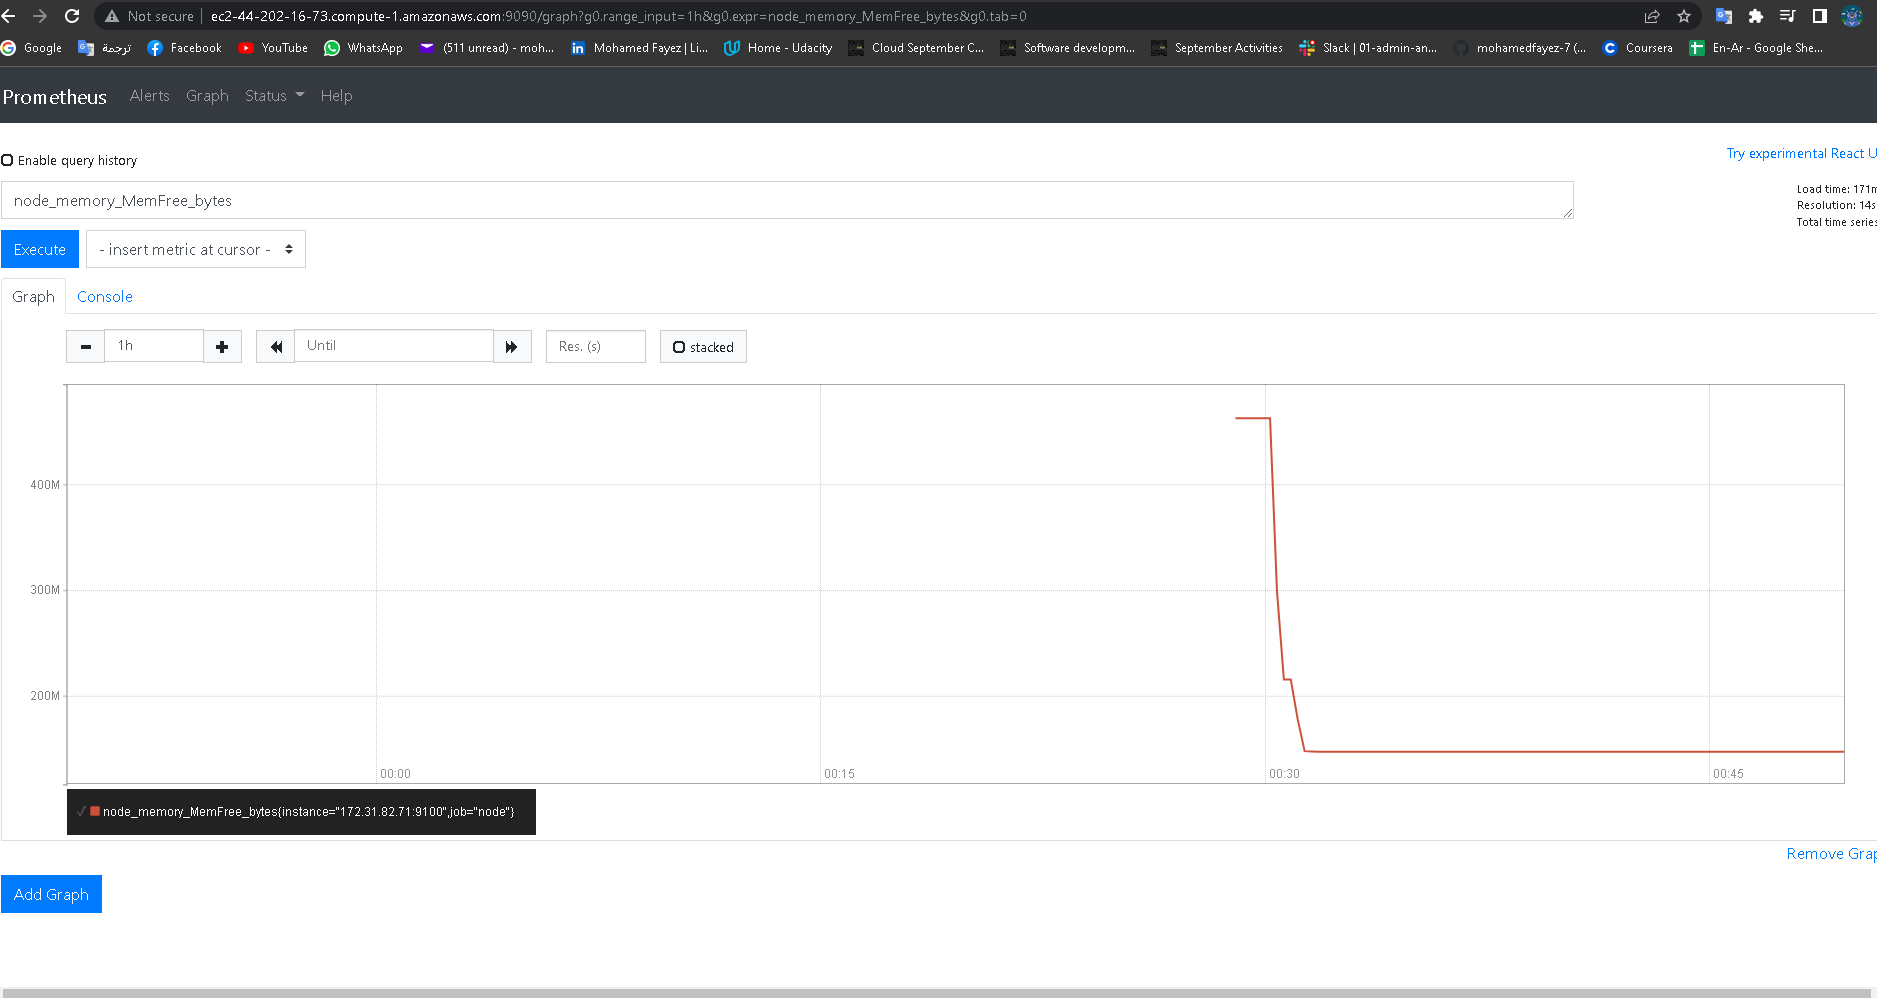 Not secure | ec2-44-202-16-73.compute-1.amazonaws.com:9090/graph?g0.range_input=1h&g0.expr=node_memory_MemFree_bytes&g0.tab=0
Google ترجمة Facebook YouTube WhatsApp (511 unread) - moh... Mohamed Fayez | Li... Home - Udacity Cloud September C... Software developm... September Activities Slack | 01-admin-an... mohamedfayez-7 (... Coursera En-Ar - Google She...
Prometheus Alerts Graph Status Help
Enable query history
Try experimental React U
node_memory_MemFree_bytes
Load time: 171m
Resolution: 14s
Total time series
Execute - insert metric at cursor -
Graph Console
1h Until Res. (s) stacked
400M
300M
200M
00:00 00:15 00:30 00:45
node_memory_MemFree_bytes{instance="172.31.82.71:9100",job="node"}
Remove Grap
Add Graph